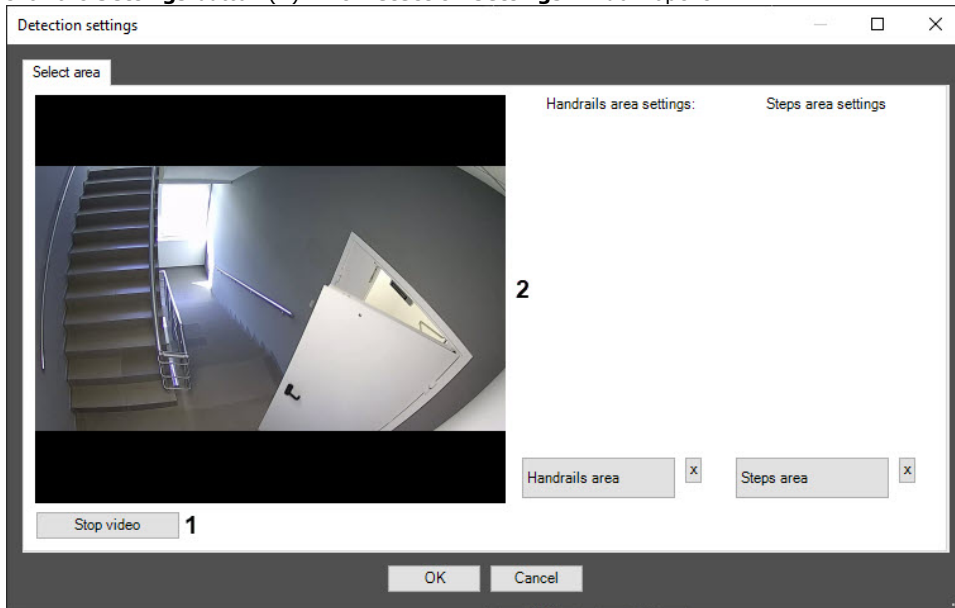 Detection settings
Select area
Handrails area settings: Steps area settings
2
Handrails area x Steps area x
Stop video 1
OK Cancel